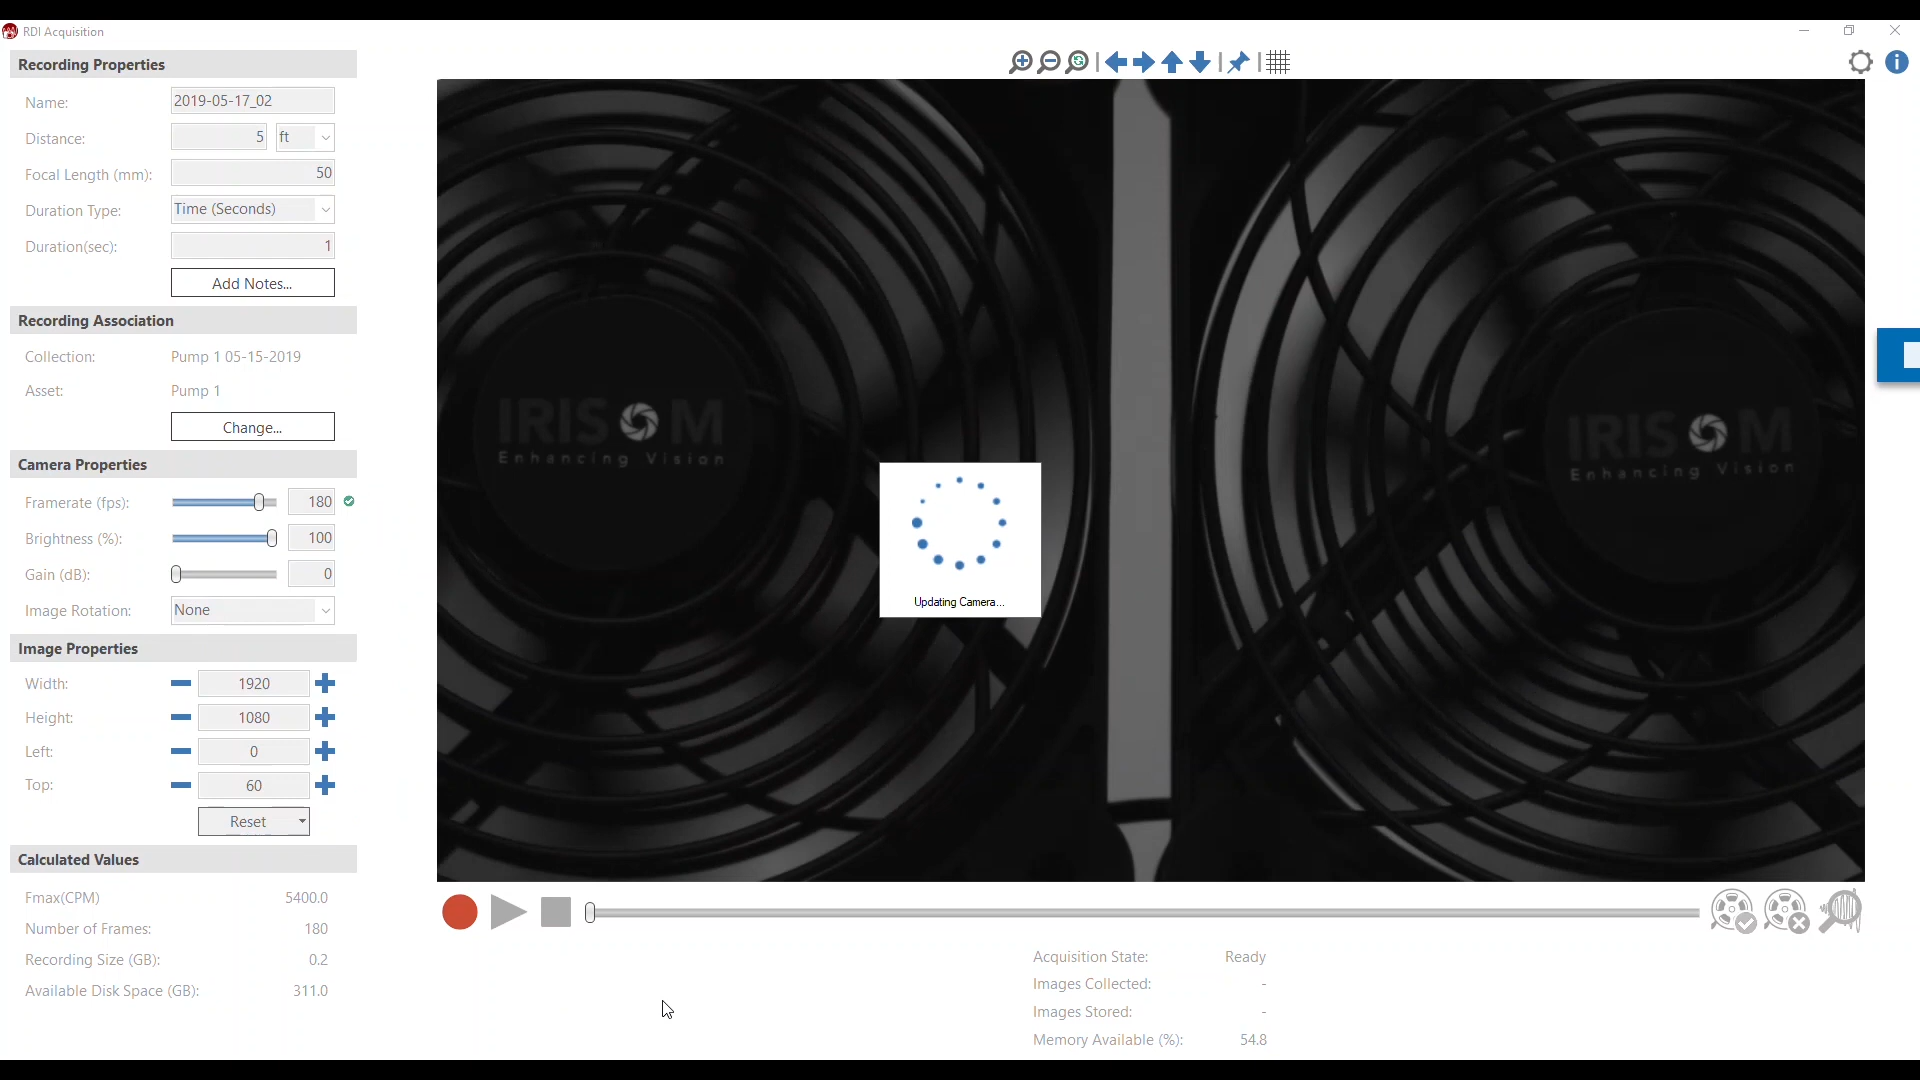 RDI Acquisition
Recording Properties
Name: 2019-05-17_02
Distance: 5 ft
Focal Length (mm): 50
Duration Type: Time (Seconds)
Duration(sec): 1
Add Notes...
Recording Association
Collection: Pump 1 05-15-2019
Asset: Pump 1
Change...
Camera Properties
Framerate (fps): 180
Brightness (%): 100
Gain (dB): 0
Image Rotation: None
Image Properties
Width: 1920
Height: 1080
Left: 0
Top: 60
Reset
Calculated Values
Fmax(CPM) 5400.0
Number of Frames: 180
Recording Size (GB): 0.2
Available Disk Space (GB): 311.0
IRIS M
Enhancing Vision
IRIS M
Enhancing Vision
Updating Camera...
Acquisition State: Ready
Images Collected: -
Images Stored: -
Memory Available (%): 54.8